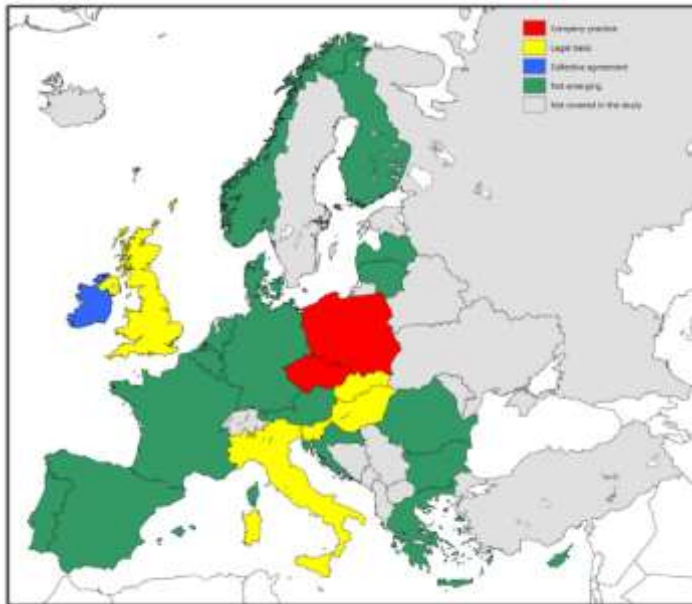 Company practice
Legal basis
Collective agreement
Not emerging
Not covered in the study